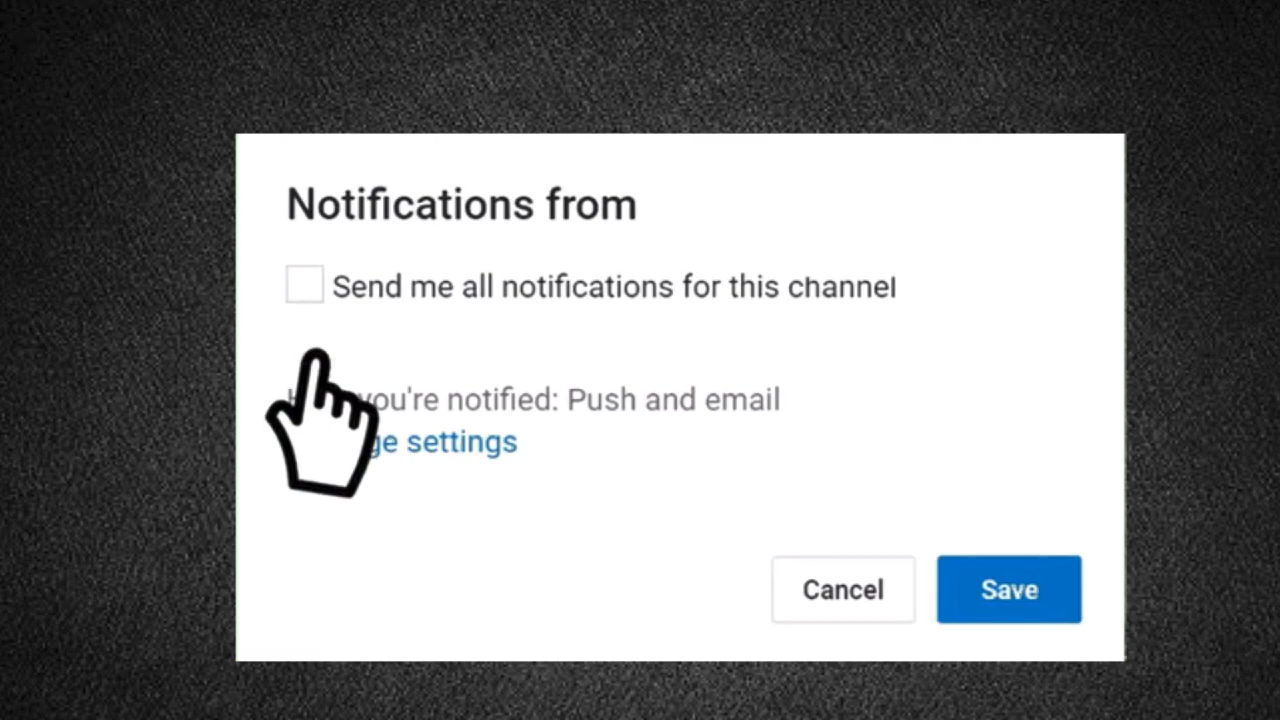 Notifications from
Send me all notifications for this channel
you're notified: Push and email
settings
Cancel
Save